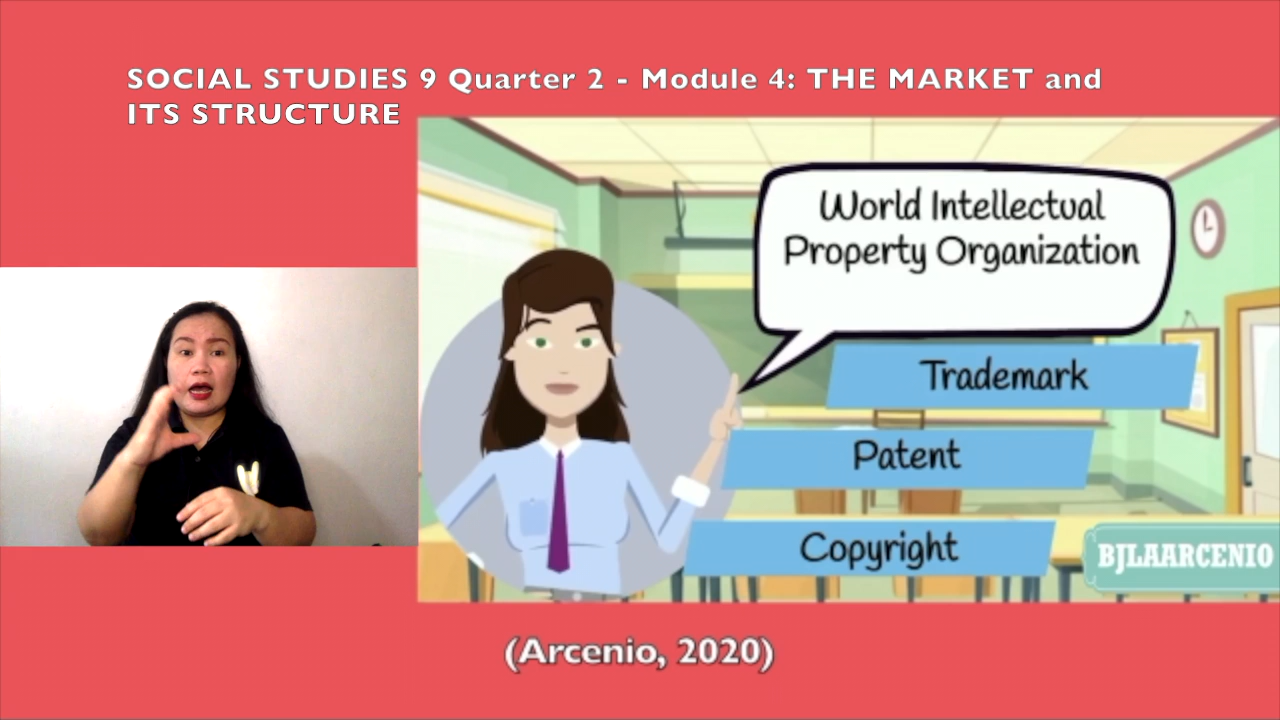 SOCIAL STUDIES 9 Quarter 2 - Module 4: THE MARKET and
ITS STRUCTURE
World Intellectual
Property Organization
Trademark
Patent
Copyright
BJLAARCENIO
(Arcenio, 2020)